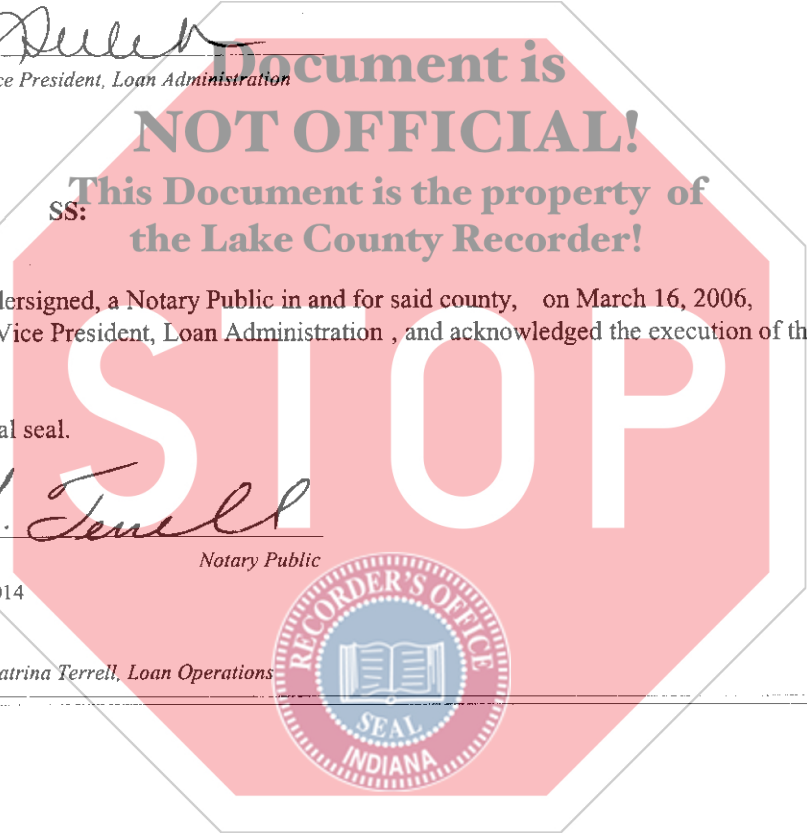 Document is
ce President, Loan Administration
NOT OFFICIAL!
This Document is the property of
SS:
the Lake County Recorder!
dersigned, a Notary Public in and for said county, on March 16, 2006,
Vice President, Loan Administration , and acknowledged the execution of th
STOP
al seal.
. Terrell
Notary Public
014
RECORDER'S OFFICE
atrina Terrell, Loan Operations
SEAL
INDIANA